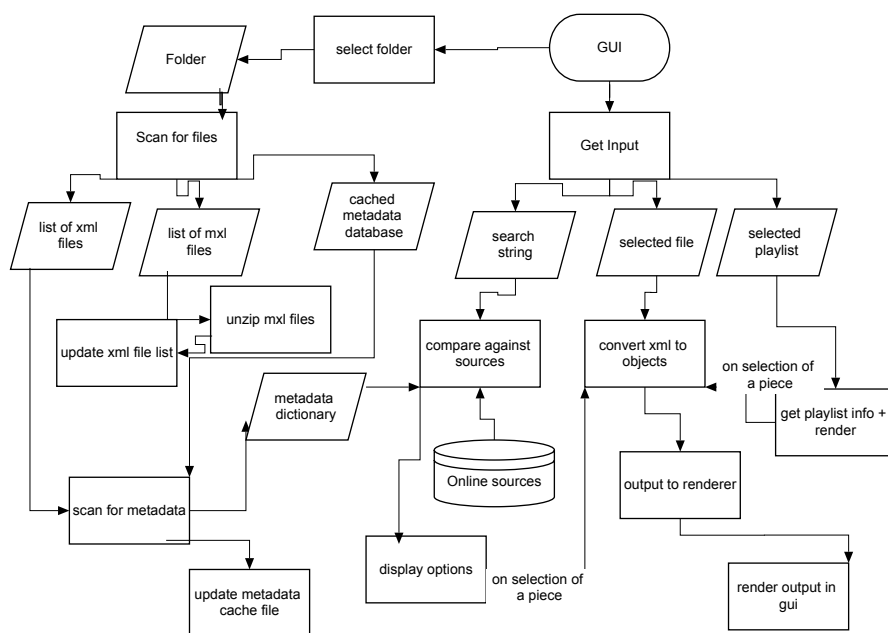 Folder
select folder
GUI
Scan for files
Get Input
list of xml
files
list of mxl
files
cached
metadata
database
search
string
selected file
selected
playlist
unzip mxl files
update xml file list
compare against
sources
convert xml to
objects
on selection of
a piece
get playlist info +
render
metadata
dictionary
Online sources
output to renderer
scan for metadata
display options
on selection of
a piece
render output in
gui
update metadata
cache file